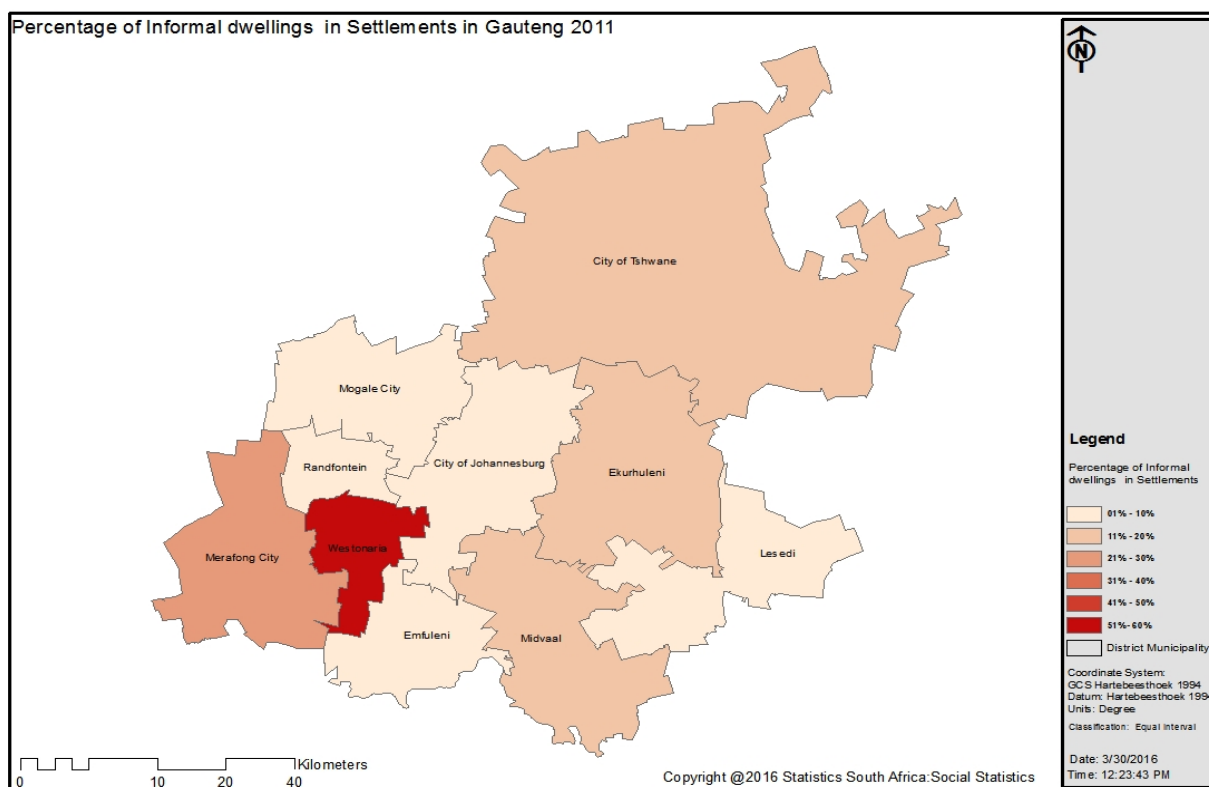 Percentage of Informal dwellings in Settlements in Gauteng 2011
N
City of Tshwane
Mogale City
Randfontein
City of Johannesburg
Ekurhuleni
Westonaria
Merafong City
Lesedi
Emfuleni
Midvaal
Legend
Percentage of Informal
dwellings in Settlements
01% - 10%
11% - 20%
21% - 30%
31% - 40%
41% - 50%
51%- 60%
District Municipality
Coordinate System:
GCS Hartebeesthoek 1994
Datum: Hartebeesthoek 1994
Units: Degree
Classification: Equal Interval
Date: 3/30/2016
Time: 12:23:43 PM
Kilometers
0 10 20 40
Copyright @2016 Statistics South Africa:Social Statistics